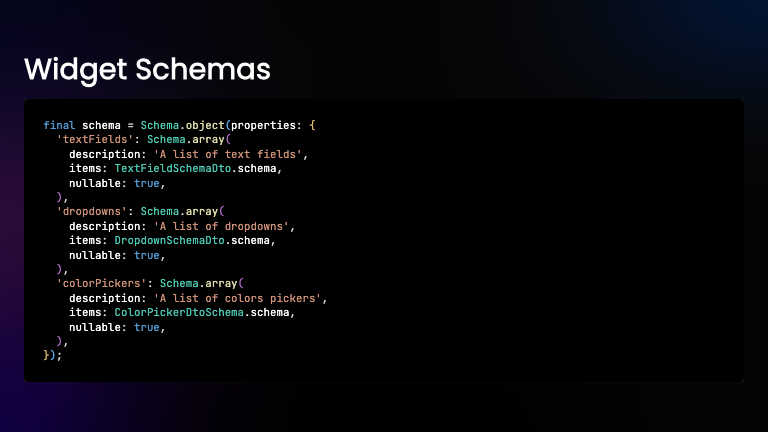 Widget Schemas
final schema = Schema.object(properties: {
  'textFields': Schema.array(
    description: 'A list of text fields',
    items: TextFieldSchemaDto.schema,
    nullable: true,
  ),
  'dropdowns': Schema.array(
    description: 'A list of dropdowns',
    items: DropdownSchemaDto.schema,
    nullable: true,
  ),
  'colorPickers': Schema.array(
    description: 'A list of colors pickers',
    items: ColorPickerDtoSchema.schema,
    nullable: true,
  ),
});